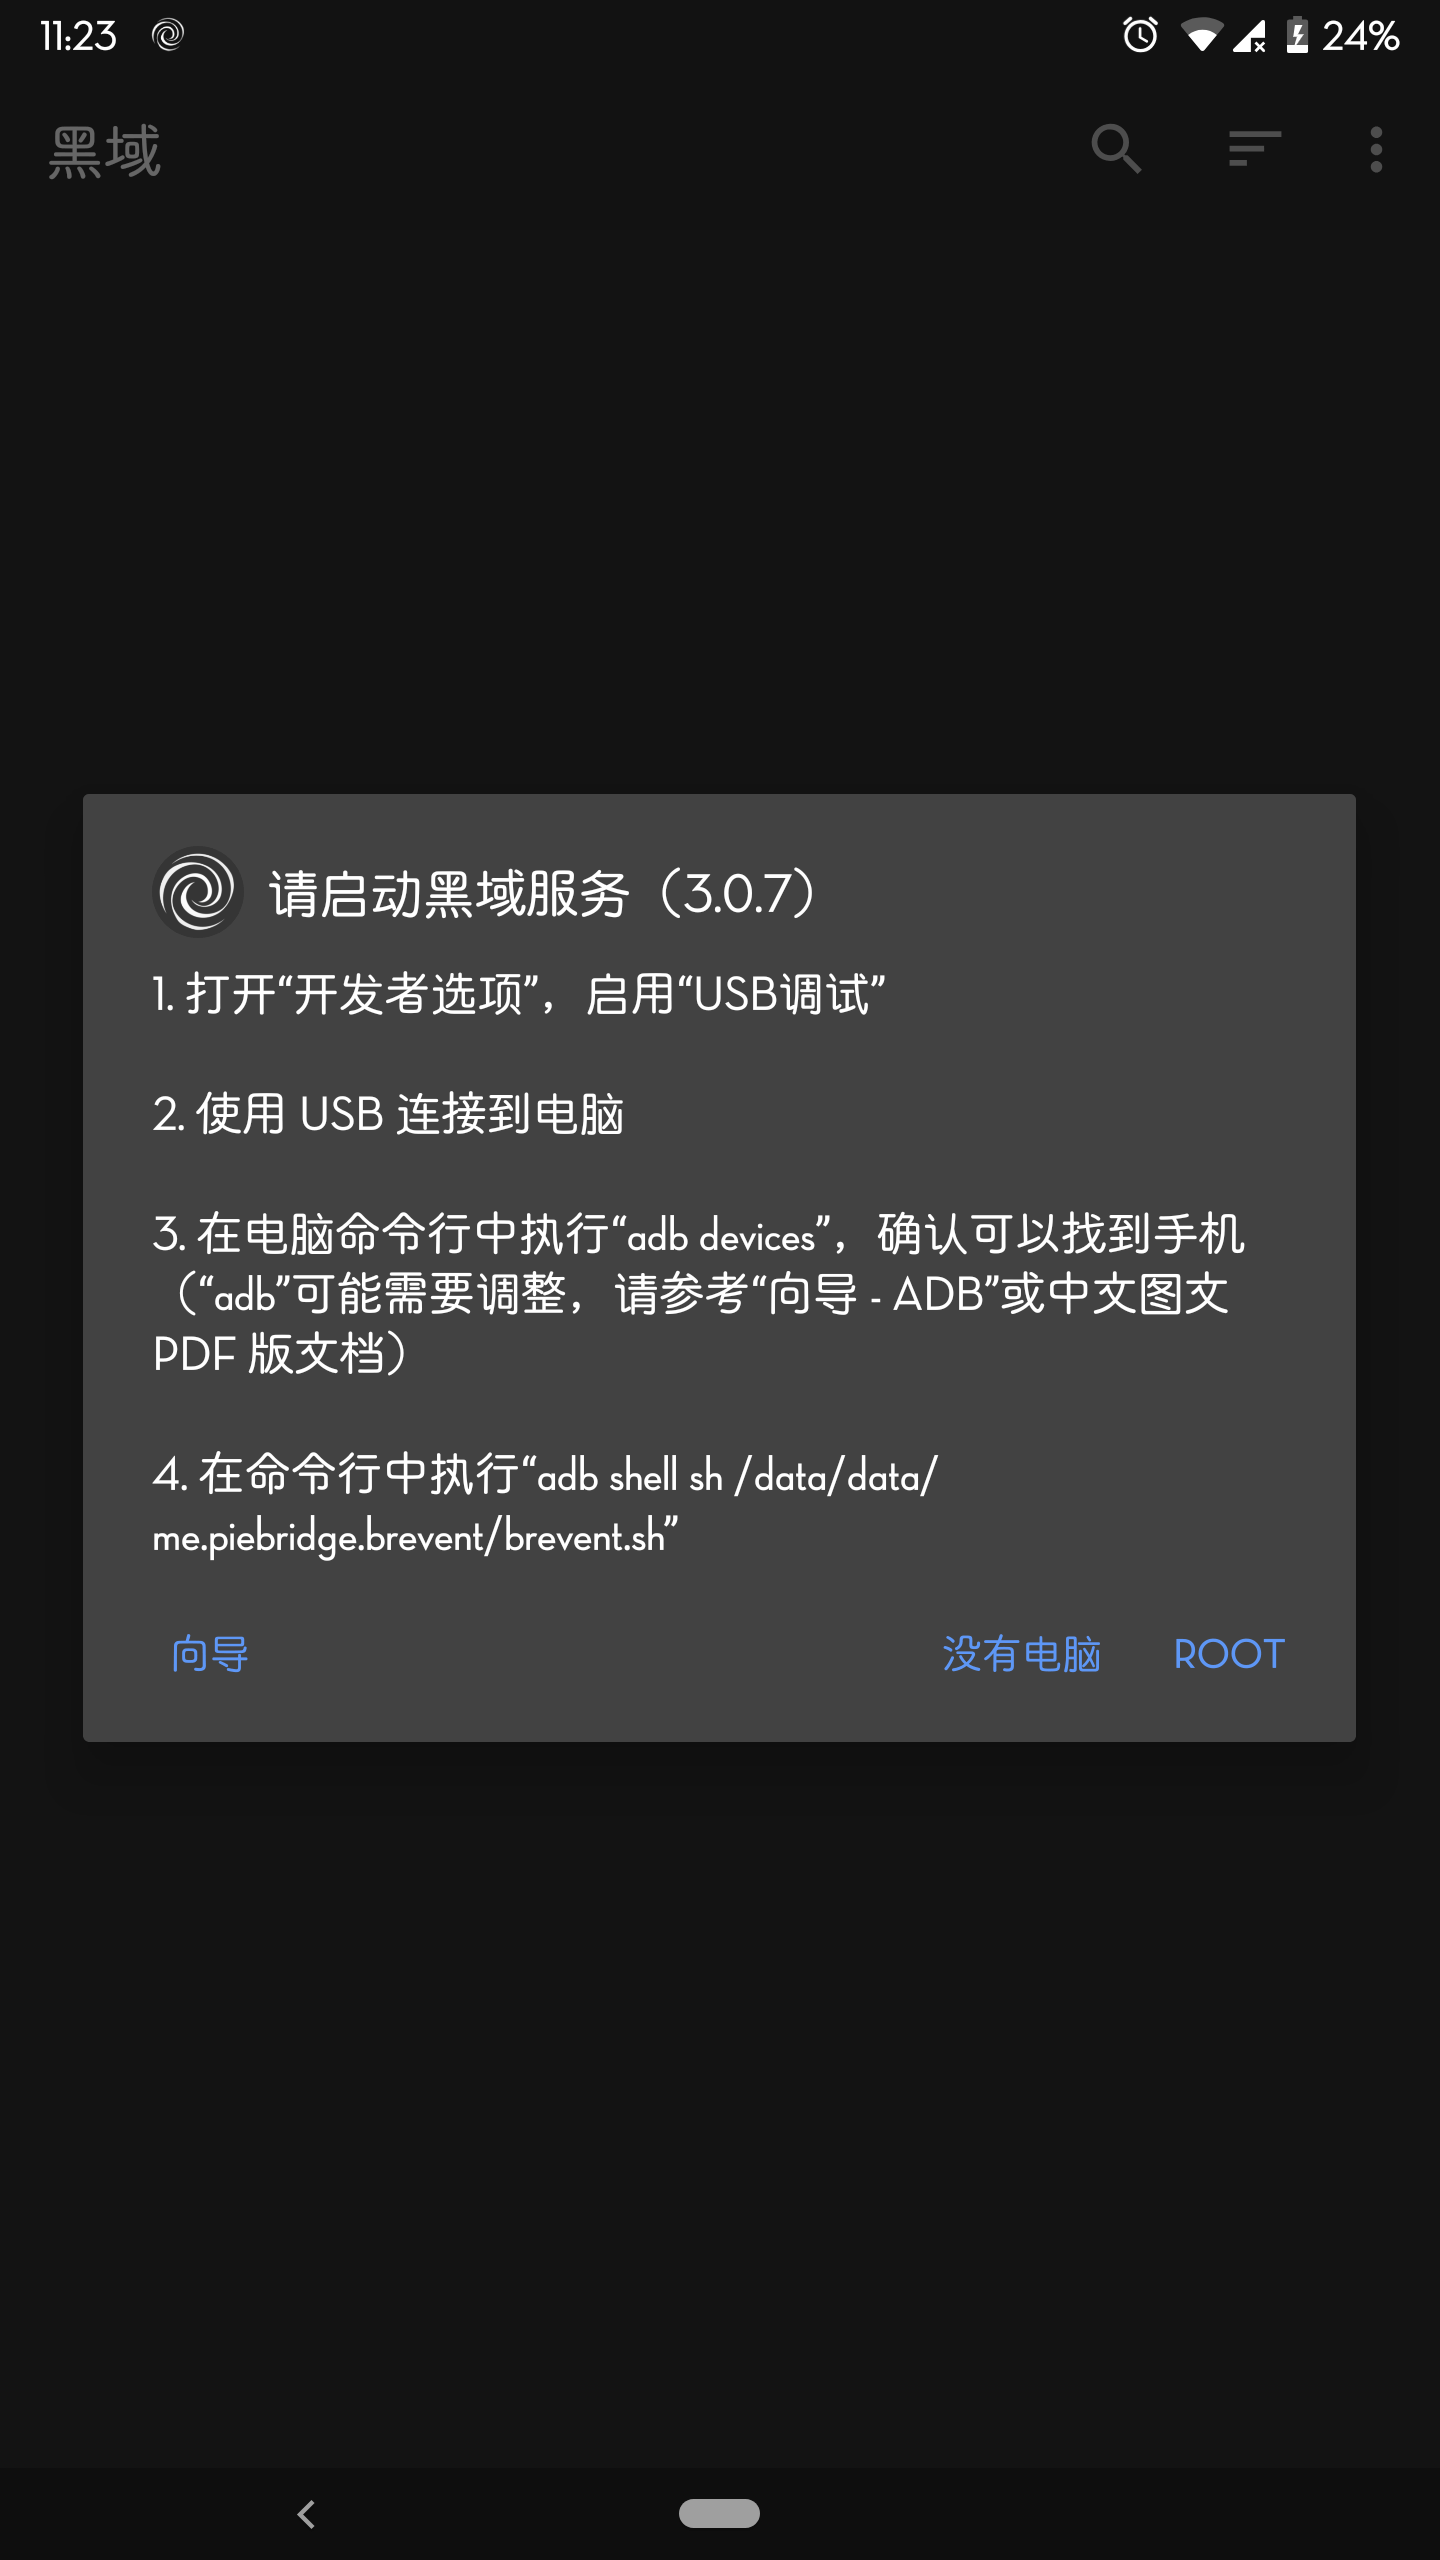 11:23
24%
黑域
请启动黑域服务（3.0.7）
1. 打开“开发者选项”，启用“USB调试”
2. 使用 USB 连接到电脑
3. 在电脑命令行中执行“adb devices”，确认可以找到手机
（“adb”可能需要调整，请参考“向导 - ADB”或中文图文
PDF 版文档）
4. 在命令行中执行“adb shell sh /data/data/
me.piebridge.brevent/brevent.sh”
向导
没有电脑
ROOT